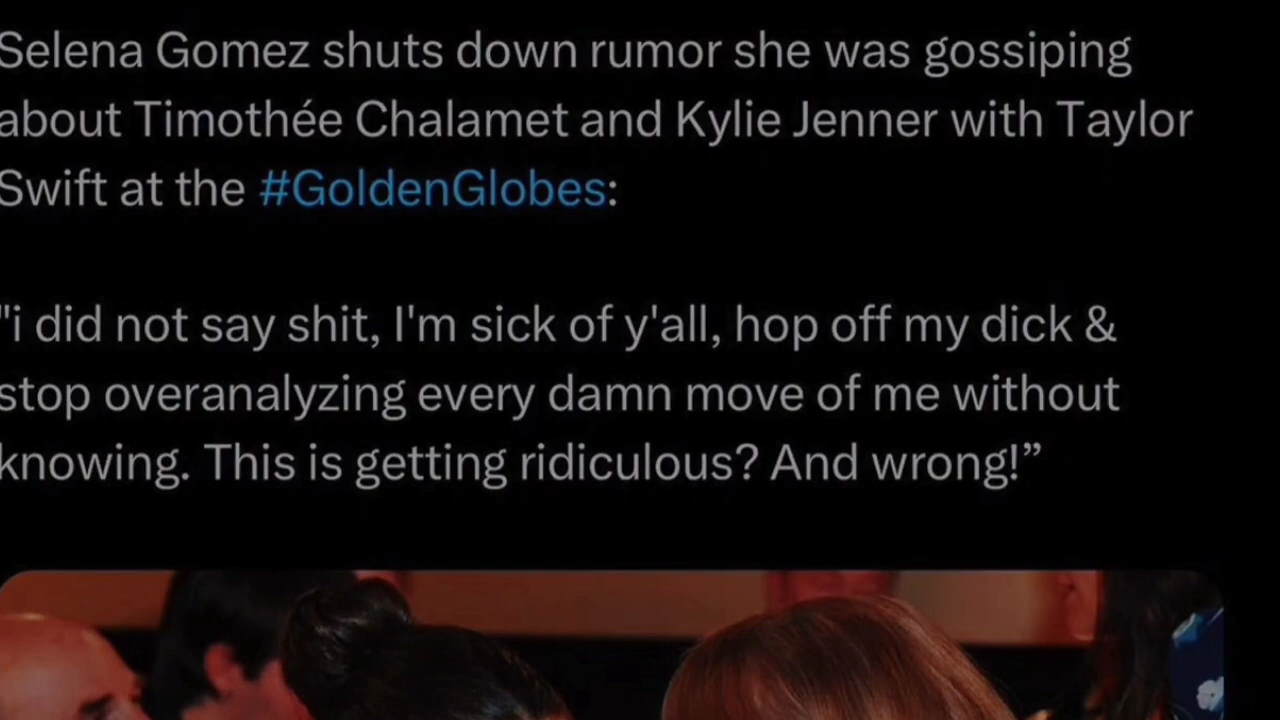 Selena Gomez shuts down rumor she was gossiping
about Timothée Chalamet and Kylie Jenner with Taylor
Swift at the #GoldenGlobes:
"i did not say shit, I'm sick of y'all, hop off my dick &
stop overanalyzing every damn move of me without
knowing. This is getting ridiculous? And wrong!”